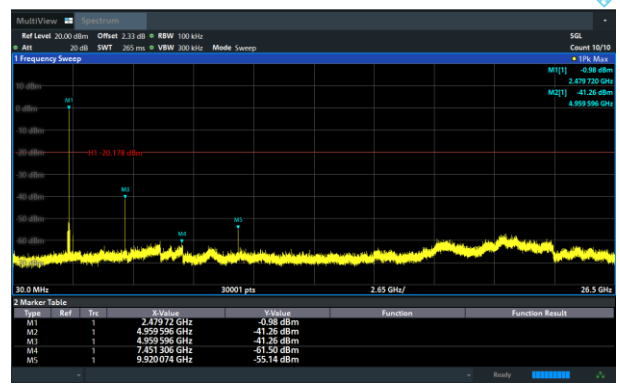 MultiView Spectrum
Ref Level 20.00 dBm Offset 2.33 dB RBW 100 kHz SGL
Att 20 dB SWT 265 ms VBW 300 kHz Mode Sweep Count 10/10
1 Frequency Sweep 1Pk Max
M1[1] -0.98 dBm
2.479 720 GHz
M2[1] -41.26 dBm
4.959 596 GHz
10 dBm
M1
0 dBm
-10 dBm
-20 dBm H1 -20.178 dBm
M3
-40 dBm
-30 dBm
-50 dBm
M5
M4
-60 dBm
30.0 MHz 30001 pts 2.65 GHz/ 26.5 GHz
2 Marker Table
Type Ref Trc X-Value Y-Value Function Function Result
M1 1 2.479 72 GHz -0.98 dBm
M2 1 4.959 596 GHz -41.26 dBm
M3 1 4.959 596 GHz -41.26 dBm
M4 1 7.451 306 GHz -61.50 dBm
M5 1 9.920 074 GHz -55.14 dBm
Ready